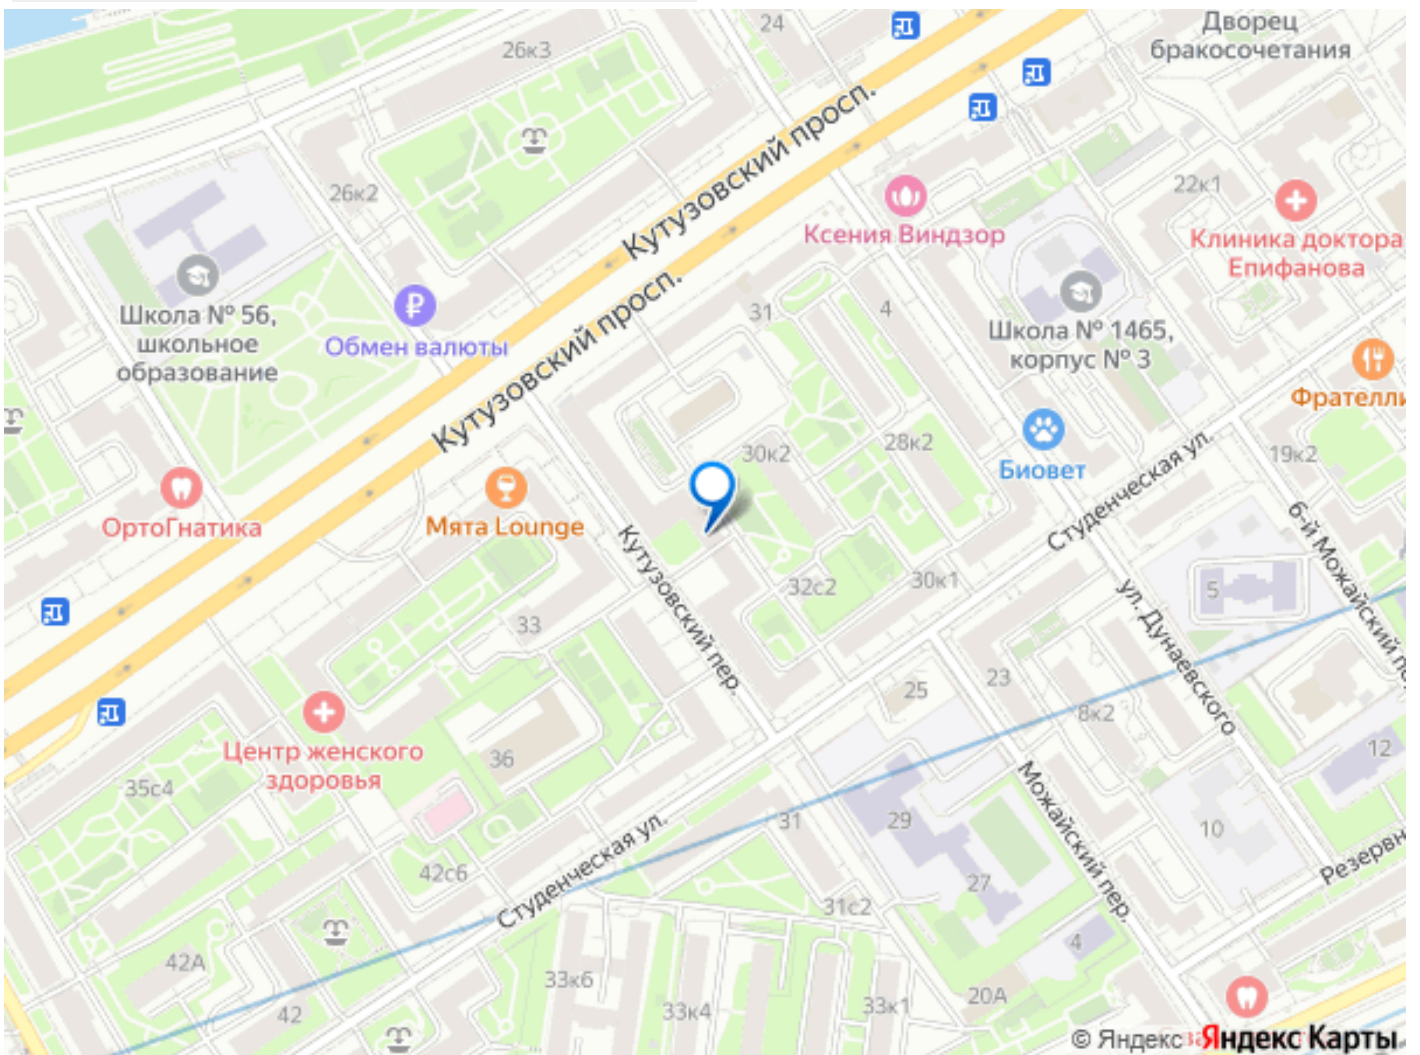 24
Дворец
бракосочетания
26к3
Кутузовский просп.
26к2
22к1
Ксения Виндзор
Клиника доктора
Епифанова
Кутузовский просп.
Школа № 56,
школьное
образование
Обмен валюты
31
4
Школа № 1465,
корпус № 3
Фрателли
30к2
28к2
Биовет
19к2
Студенческая ул.
ОртоГнатика
Мята Lounge
6-й Можайский пер
Кутузовский пер.
32с2
30к1
5
ул. Дунаевского
33
25
23
8к2
12
Центр женского
здоровья
36
35с4
Можайский пер.
31
29
10
Студенческая ул.
42с6
27
Резервн
31с2
4
42А
33к6
20А
42
33к4
33к1
© Яндекс Яндекс Карты